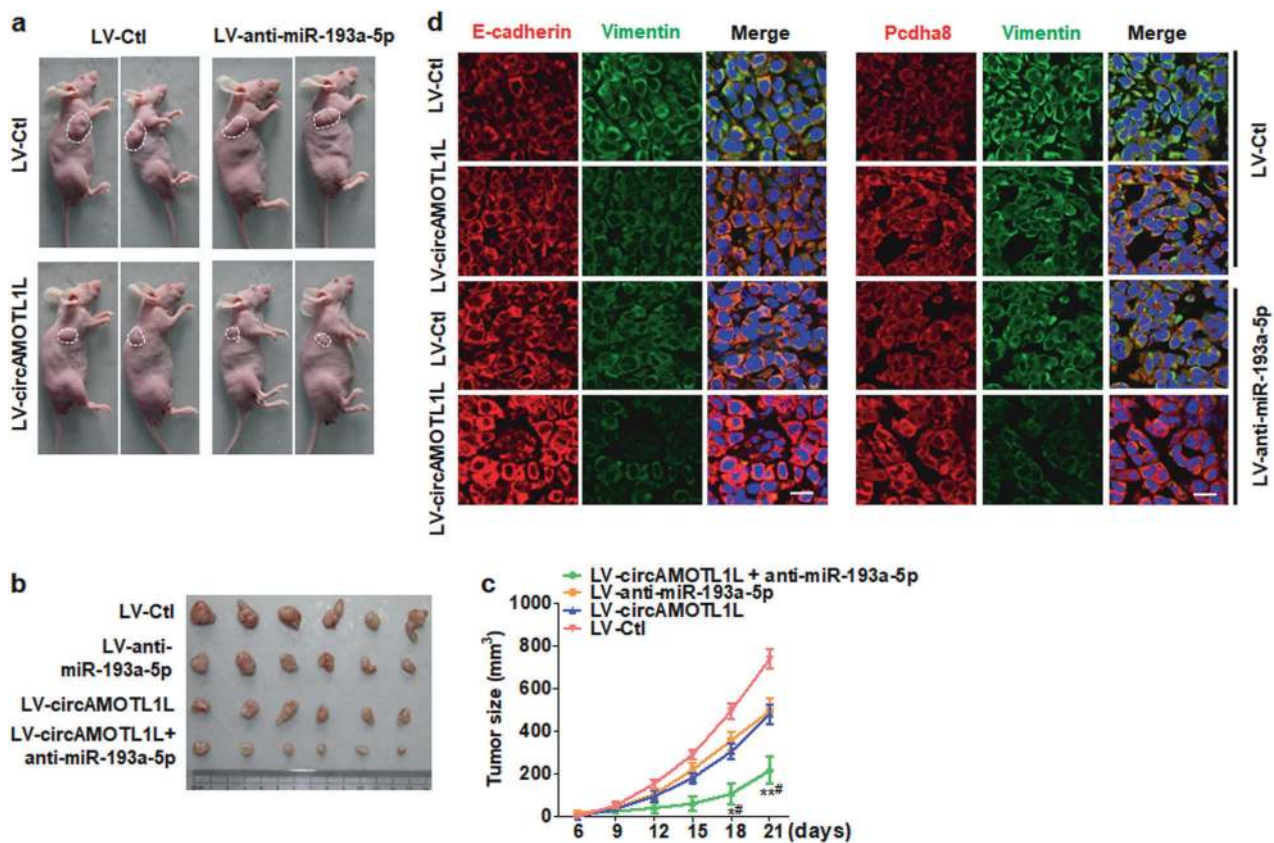 a
LV-Ctl
LV-anti-miR-193a-5p
LV-Ctl
LV-circAMOTL1L
d
E-cadherin
Vimentin
Merge
Pcdha8
Vimentin
Merge
LV-Ctl
LV-circAMOTL1L
LV-Ctl
LV-circAMOTL1L
LV-Ctl
LV-anti-miR-193a-5p
b
LV-Ctl
LV-anti-
miR-193a-5p
LV-circAMOTL1L
LV-circAMOTL1L+
anti-miR-193a-5p
c
LV-circAMOTL1L + anti-miR-193a-5p
LV-anti-miR-193a-5p
LV-circAMOTL1L
LV-Ctl
Tumor size (mm³)
1000
800
600
400
200
0
*#
**#
6 9 12 15 18 21 (days)